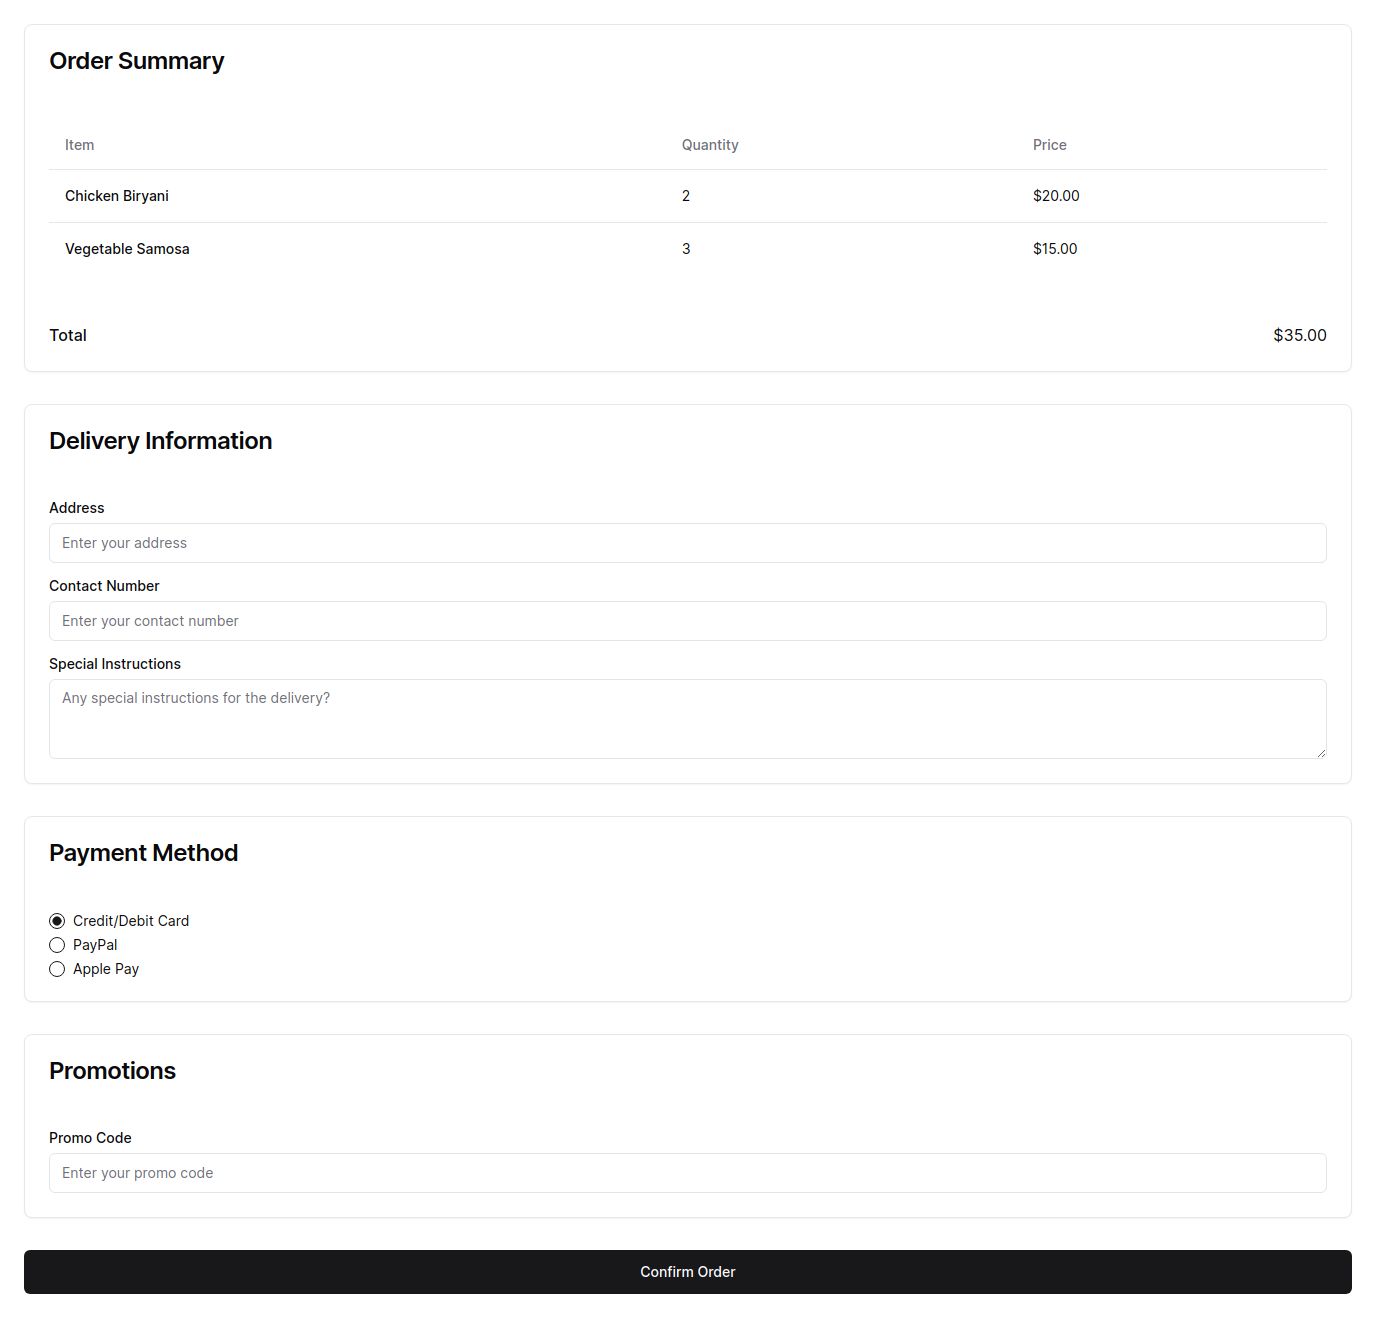 Order Summary
Item Quantity Price
Chicken Biryani 2 $20.00
Vegetable Samosa 3 $15.00
Total $35.00
Delivery Information
Address
Enter your address
Contact Number
Enter your contact number
Special Instructions
Any special instructions for the delivery?
Payment Method
Credit/Debit Card
PayPal
Apple Pay
Promotions
Promo Code
Enter your promo code
Confirm Order